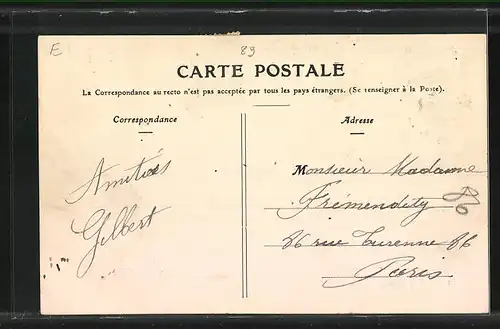 E
89
CARTE POSTALE
La Correspondance au recto n'est pas acceptée par tous les pays étrangers. (Se renseigner à la Poste).
Correspondance
Adresse
Amitiés
Gilbert
Monsieur Madame
Frémendity
86
86 rue Turenne 86
Paris